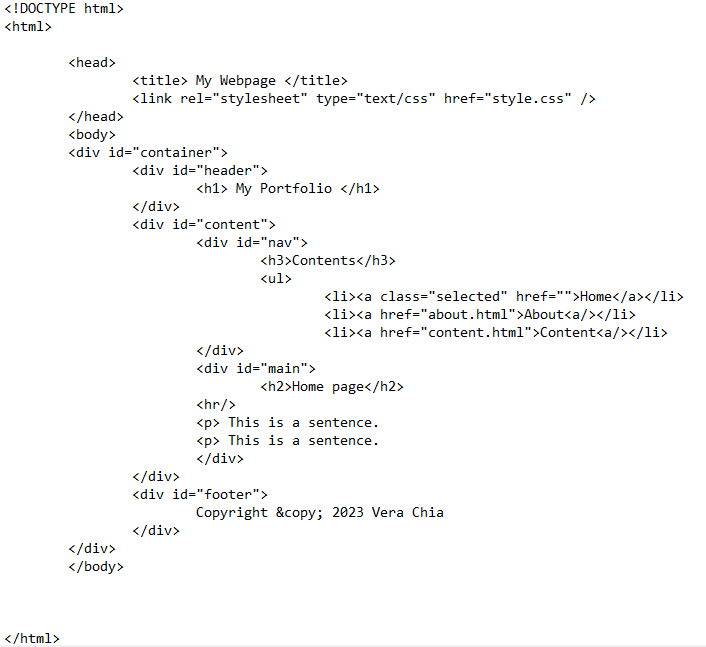 <!DOCTYPE html>
<html>
<head>
<title> My Webpage </title>
<link rel="stylesheet" type="text/css" href="style.css" />
</head>
<body>
<div id="container">
<div id="header">
<h1> My Portfolio </h1>
</div>
<div id="content">
<div id="nav">
<h3>Contents</h3>
<ul>
<li><a class="selected" href="">Home</a></li>
<li><a href="about.html">About<a/></li>
<li><a href="content.html">Content<a/></li>
</div>
<div id="main">
<h2>Home page</h2>
<hr/>
<p> This is a sentence.
<p> This is a sentence.
</div>
</div>
<div id="footer">
Copyright &copy; 2023 Vera Chia
</div>
</div>
</body>
</html>